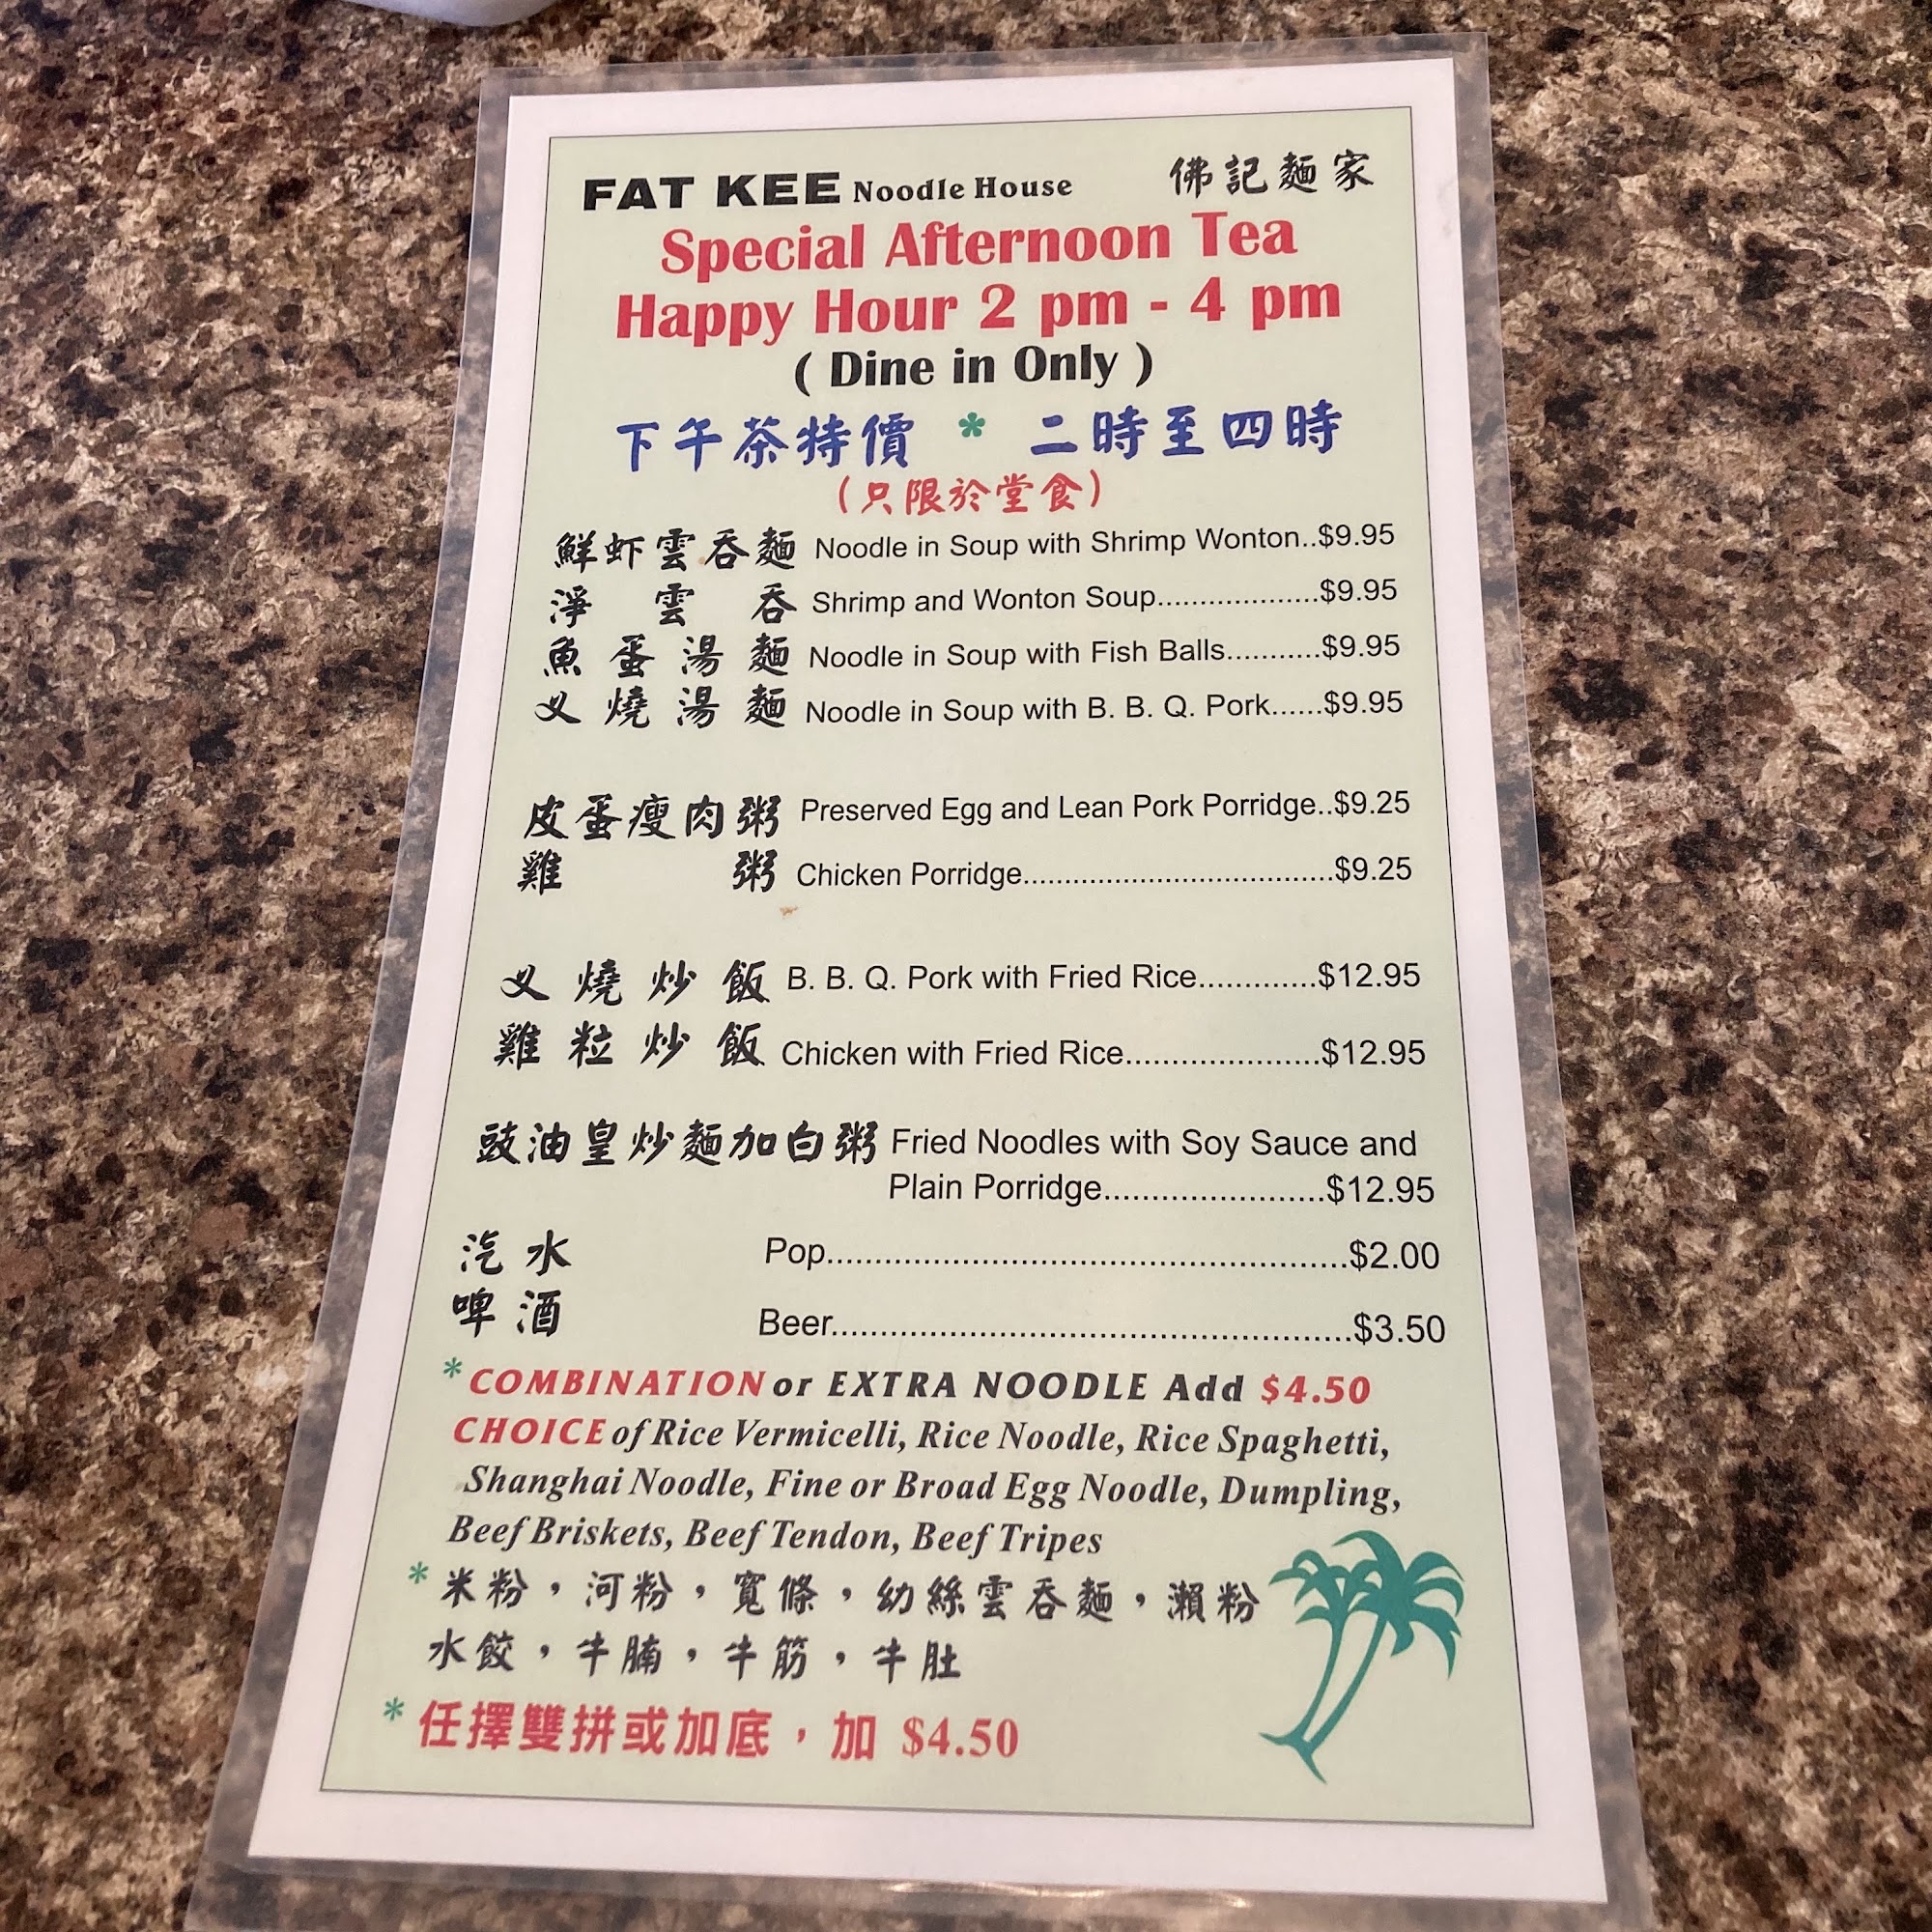 FAT KEE Noodle House 佛記麵家
Special Afternoon Tea
Happy Hour 2 pm - 4 pm
( Dine in Only )
下午茶特價 * 二時至四時
(只限於堂食)
鮮虾雲吞麵 Noodle in Soup with Shrimp Wonton..$9.95
淨雲吞 Shrimp and Wonton Soup...................$9.95
魚蛋湯麵 Noodle in Soup with Fish Balls...........$9.95
叉燒湯麵 Noodle in Soup with B. B. Q. Pork......$9.95
皮蛋瘦肉粥 Preserved Egg and Lean Pork Porridge..$9.25
雞粥 Chicken Porridge......................................$9.25
叉燒炒飯 B. B. Q. Pork with Fried Rice.............$12.95
雞粒炒飯 Chicken with Fried Rice.....................$12.95
豉油皇炒麵加白粥 Fried Noodles with Soy Sauce and
Plain Porridge.......................$12.95
汽水 Pop......................................................$2.00
啤酒 Beer.....................................................$3.50
*COMBINATION or EXTRA NOODLE Add $4.50
CHOICE of Rice Vermicelli, Rice Noodle, Rice Spaghetti,
Shanghai Noodle, Fine or Broad Egg Noodle, Dumpling,
Beef Briskets, Beef Tendon, Beef Tripes
*米粉，河粉，寬條，幼絲雲吞麵，瀨粉
水餃，牛腩，牛筋，牛肚
*任擇雙拼或加底，加 $4.50